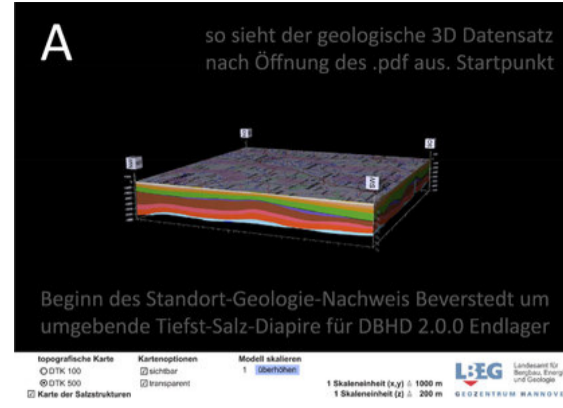 A
so sieht der geologische 3D Datensatz
nach Öffnung des .pdf aus. Startpunkt
Beginn des Standort-Geologie-Nachweis Beverstedt um
umgebende Tiefst-Salz-Diapire für DBHD 2.0.0 Endlager
topografische Karte Kartenoptionen Modell skalieren
DTK 100 sichtbar 1 überhöhen
DTK 500 transparent
Karte der Salzstrukturen
1 Skaleneinheit (x,y) ≙ 1000 m
1 Skaleneinheit (z) ≙ 200 m
LBEG
Landesamt für
Bergbau, Energie
und Geologie
GEOZENTRUM HANNOVE